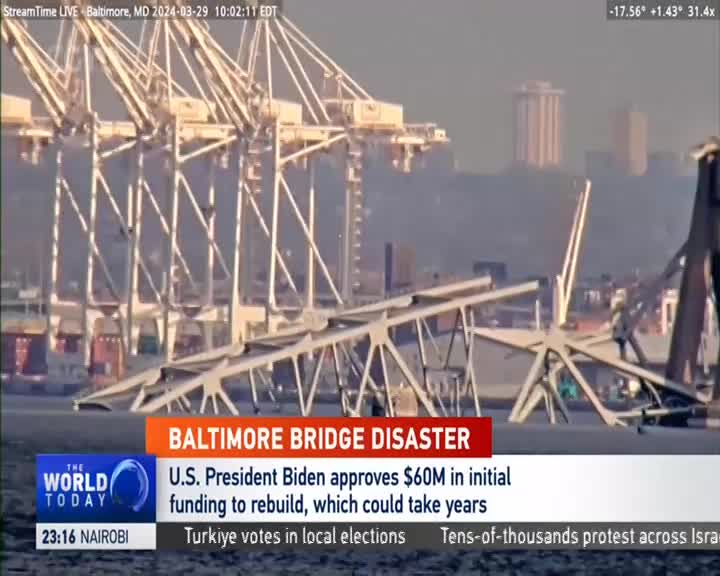 StreamTime LIVE - Baltimore, MD 2024-03-29 10:02:11 EDT
-17.56° +1.43° 31.4x
BALTIMORE BRIDGE DISASTER
THE
WORLD
TODAY
U.S. President Biden approves $60M in initial
funding to rebuild, which could take years
23:16 NAIROBI
Turkiye votes in local elections Tens-of-thousands protest across Isra